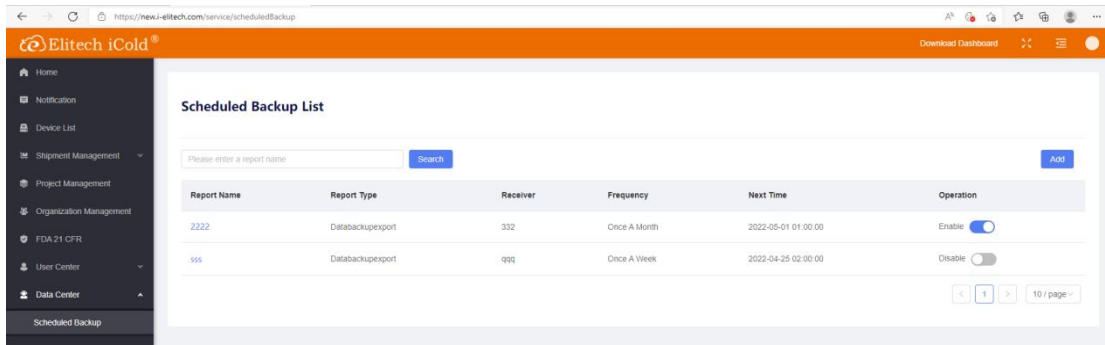 https://new.i-elitech.com/service/scheduledBackup
Elitech iCold®
Download Dashboard
Home
Notification
Device List
Shipment Management
Project Management
Organization Management
FDA 21 CFR
User Center
Data Center
Scheduled Backup
Scheduled Backup List
Please enter a report name Search Add
Report Name Report Type Receiver Frequency Next Time Operation
2222 Databackupexport 332 Once A Month 2022-05-01 01:00:00 Enable
sss Databackupexport qqq Once A Week 2022-04-25 02:00:00 Disable
< 1 > 10 / page